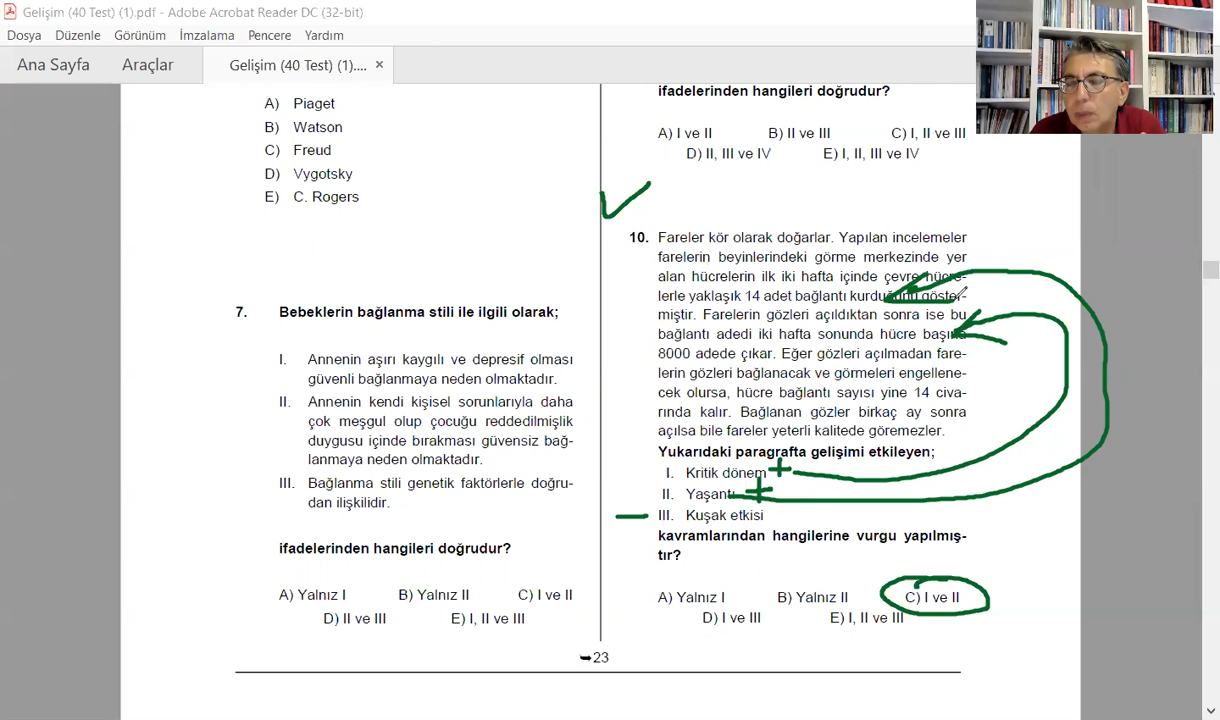 Gelişim (40 Test) (1).pdf - Adobe Acrobat Reader DC (32-bit)
Dosya Düzenle Görünüm İmzalama Pencere Yardım
Ana Sayfa Araçlar Gelişim (40 Test) (1).... ×
A) Piaget
B) Watson
C) Freud
D) Vygotsky
E) C. Rogers
7. Bebeklerin bağlanma stili ile ilgili olarak;
I. Annenin aşırı kaygılı ve depresif olması
güvenli bağlanmaya neden olmaktadır.
II. Annenin kendi kişisel sorunlarıyla daha
çok meşgul olup çocuğu reddedilmişlik
duygusu içinde bırakması güvensiz bağ-
lanmaya neden olmaktadır.
III. Bağlanma stili genetik faktörlerle doğru-
dan ilişkilidir.
ifadelerinden hangileri doğrudur?
A) Yalnız I B) Yalnız II C) I ve II
D) II ve III E) I, II ve III
ifadelerinden hangileri doğrudur?
A) I ve II B) II ve III C) I, II ve III
D) II, III ve IV E) I, II, III ve IV
10. Fareler kör olarak doğarlar. Yapılan incelemeler
farelerin beyinlerindeki görme merkezinde yer
alan hücrelerin ilk iki hafta içinde çevre hücre-
lerle yaklaşık 14 adet bağlantı kurduğunu göster-
miştir. Farelerin gözleri açıldıktan sonra ise bu
bağlantı adedi iki hafta sonunda hücre başına
8000 adede çıkar. Eğer gözleri açılmadan fare-
lerin gözleri bağlanacak ve görmeleri engellene-
cek olursa, hücre bağlantı sayısı yine 14 civa-
rında kalır. Bağlanan gözler birkaç ay sonra
açılsa bile fareler yeterli kalitede göremezler.
Yukarıdaki paragrafta gelişimi etkileyen;
I. Kritik dönem
II. Yaşantı
III. Kuşak etkisi
kavramlarından hangilerine vurgu yapılmış-
tır?
A) Yalnız I B) Yalnız II C) I ve II
D) I ve III E) I, II ve III
23